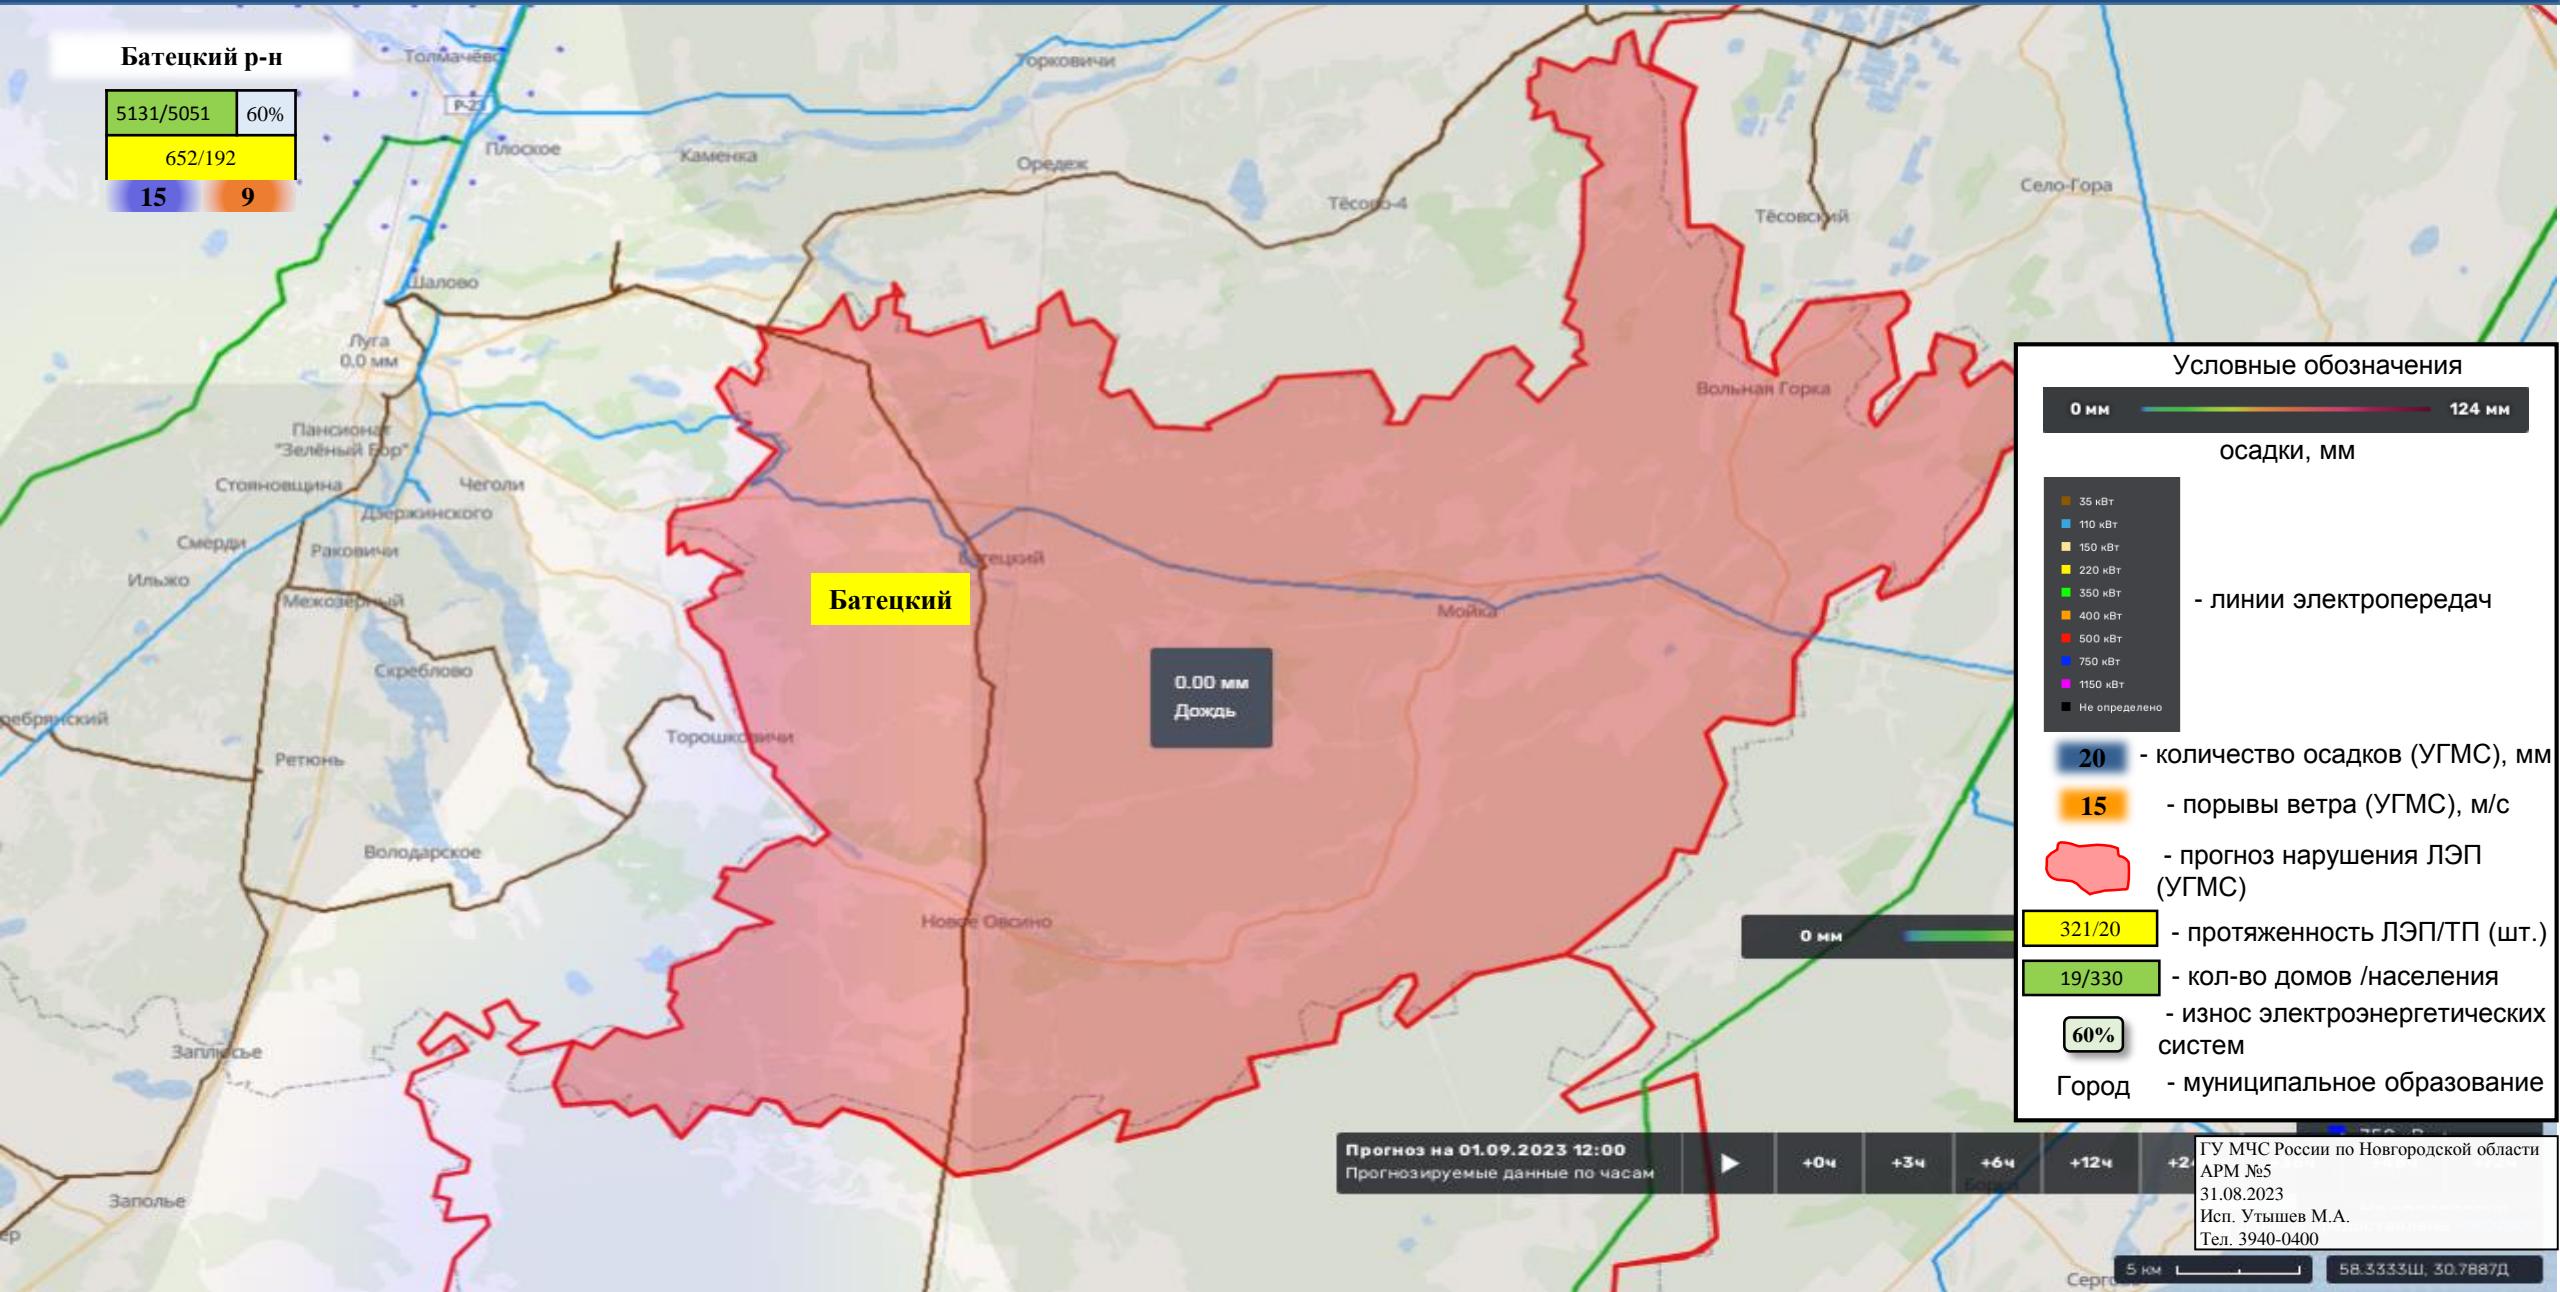 Батецкий р-н
5131/5051 60%
652/192
15 9
Толмачёво
Р-23
Плоское
Торковичи
Каменка
Оредеж
Тёсово-4
Тёсовский
Село-Гора
Шалово
Луга
0.0 мм
Пансионат
"Зелёный Бор"
Стояновщина
Чеголи
Дзержинского
Смерди
Раковичи
Ильжо
Межозёрный
Скреблово
Торошковичи
Ретюнь
Володарское
Заплюсье
Заполье
Вольная Горка
Батецкий
Батецкий
Мойка
0.00 мм
Дождь
Новое Овсино
0 мм
Условные обозначения
0 мм 124 мм
осадки, мм
35 кВт
110 кВт
150 кВт
220 кВт
350 кВт
400 кВт
500 кВт
750 кВт
1150 кВт
Не определено
- линии электропередач
20 - количество осадков (УГМС), мм
15 - порывы ветра (УГМС), м/с
- прогноз нарушения ЛЭП
(УГМС)
321/20 - протяженность ЛЭП/ТП (шт.)
19/330 - кол-во домов /населения
60% - износ электроэнергетических
систем
Город - муниципальное образование
Прогноз на 01.09.2023 12:00
Прогнозируемые данные по часам
+0ч +3ч +6ч +12ч
ГУ МЧС России по Новгородской области
АРМ №5
31.08.2023
Исп. Утышев М.А.
Тел. 3940-0400
5 км
58.3333Ш, 30.7887Д